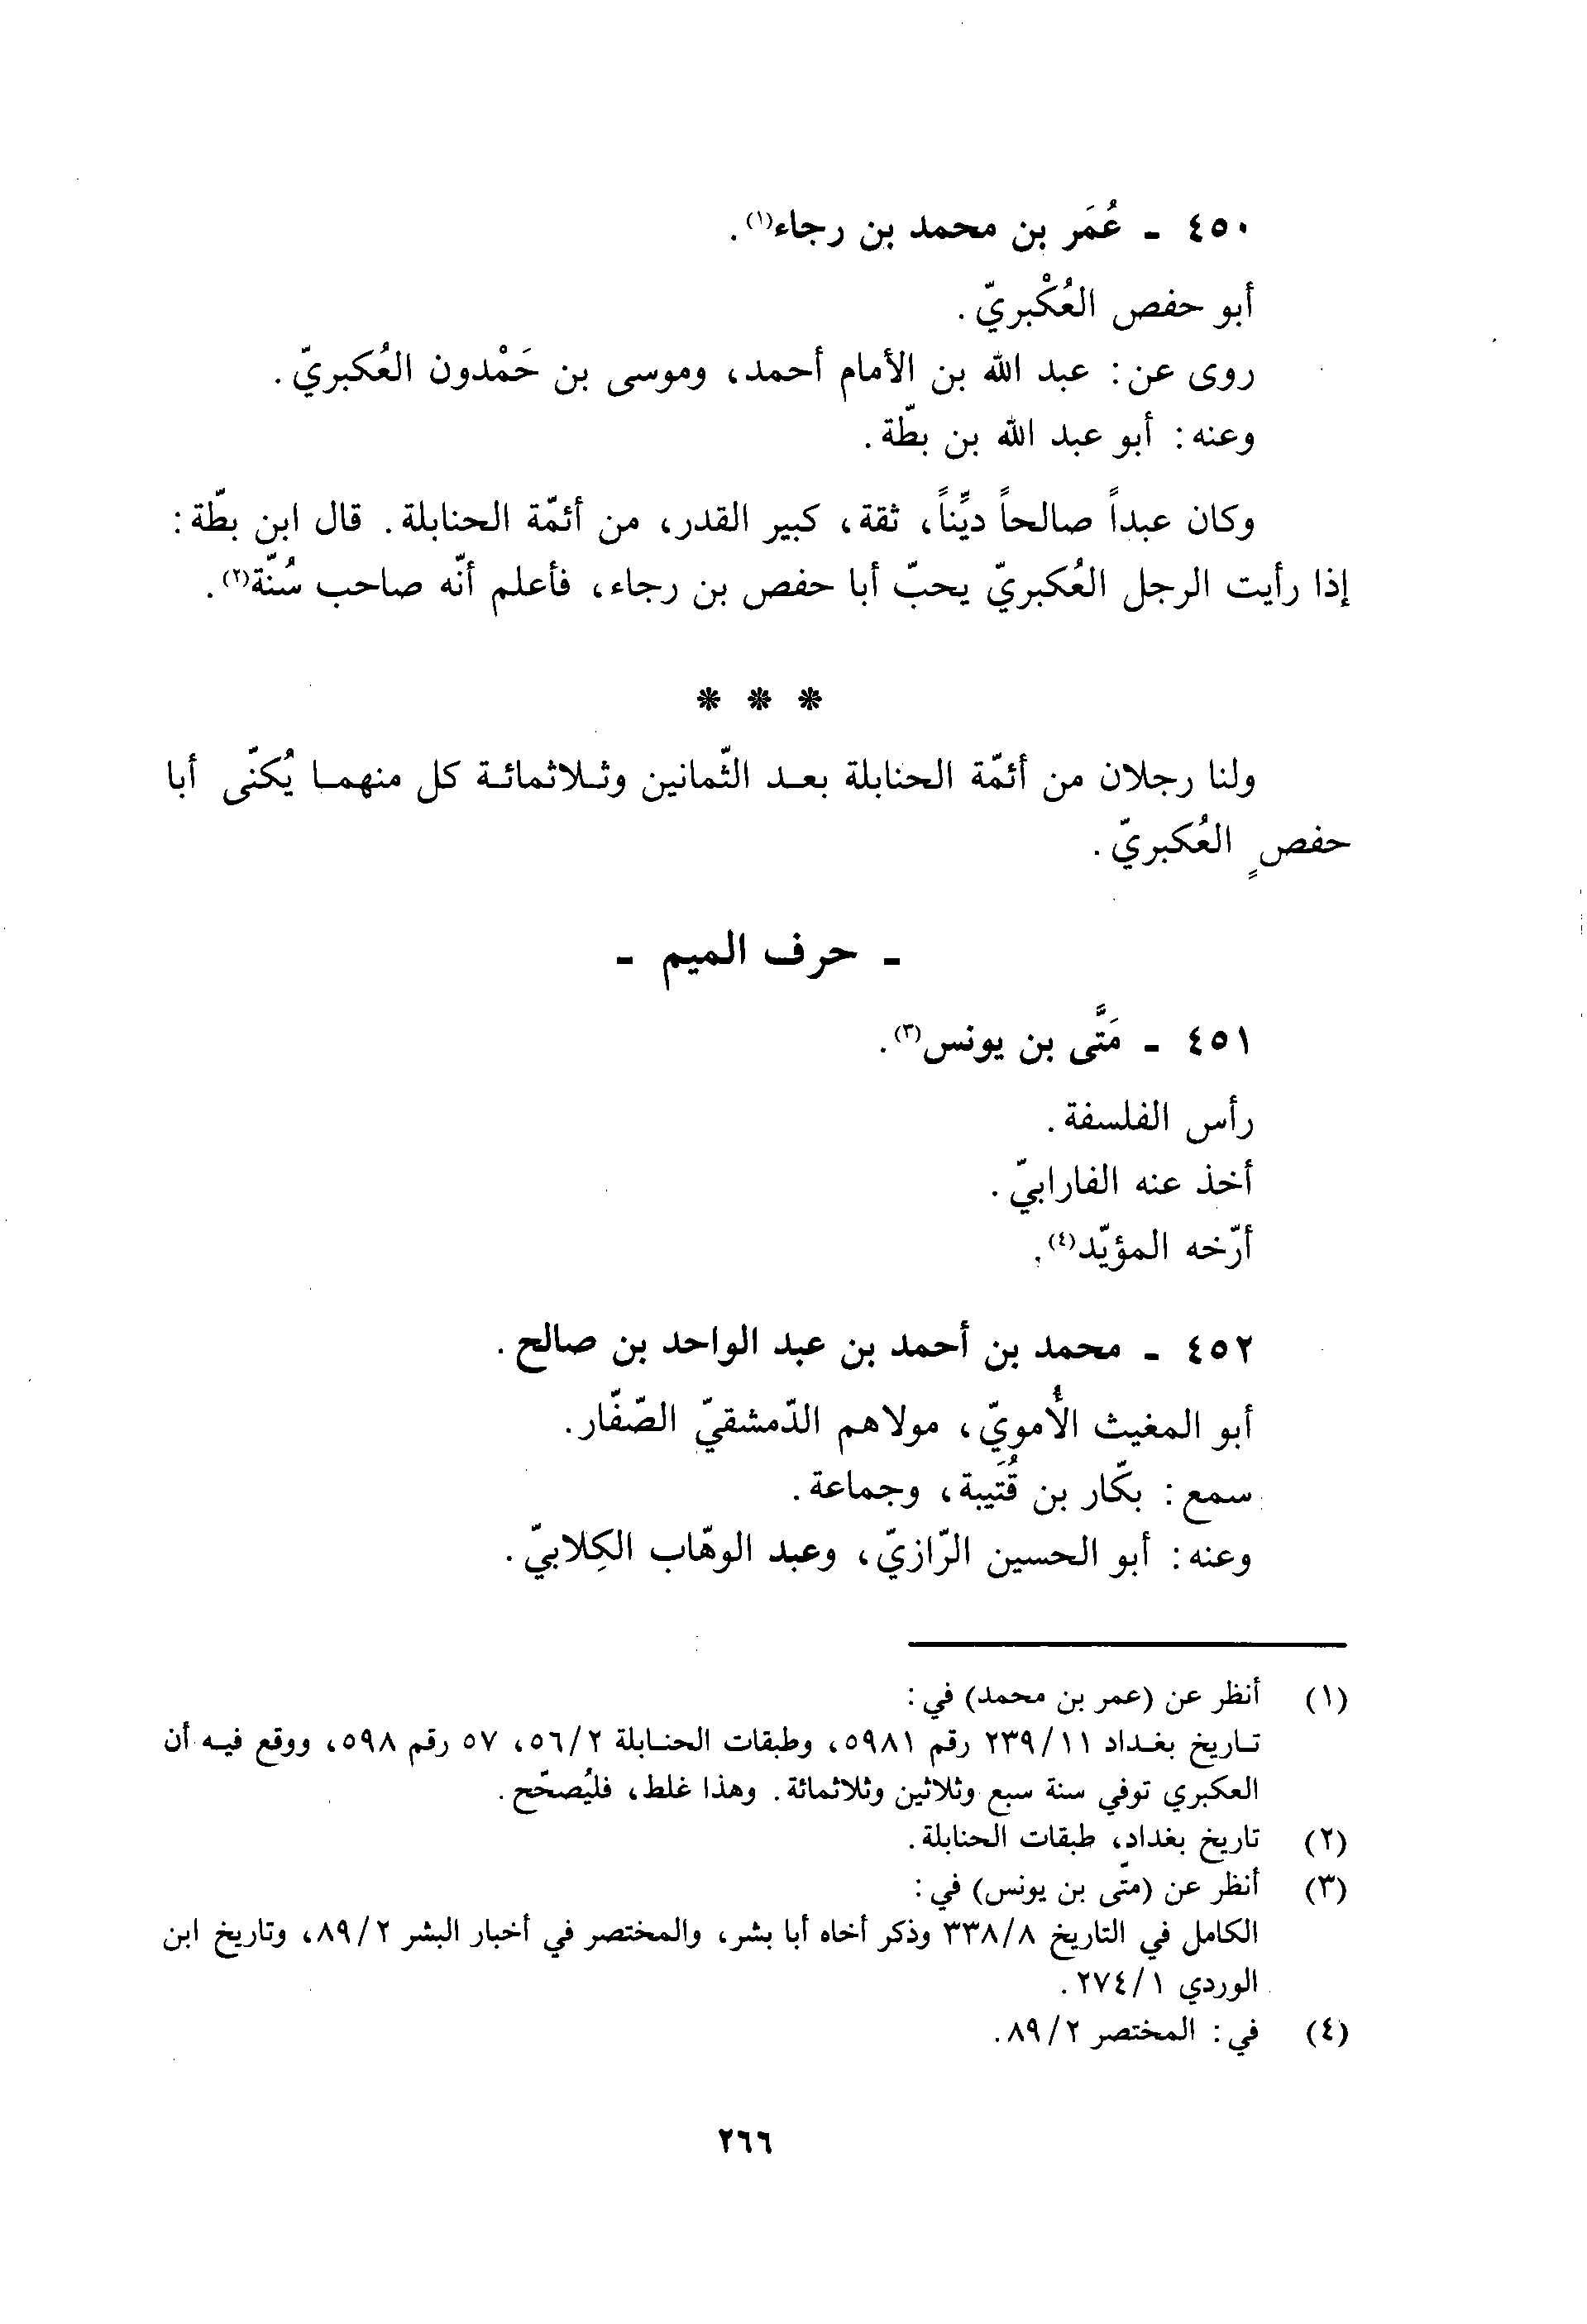 ٤٥٠ - عُمَر بن محمد بن رجاء(١).
أبو حفص العُكْبريّ.
روى عن: عبد الله بن الأمام أحمد، وموسى بن حَمْدون العُكبريّ.
وعنه: أبو عبد الله بن بطّة.
وكان عبداً صالحاً ديِّناً، ثقة، كبير القدر، من أئمّة الحنابلة. قال ابن بطّة:
إذا رأيت الرجل العُكبريّ يحبّ أبا حفص بن رجاء، فأعلم أنّه صاحب سُنّة(٢).
* * *
ولنا رجلان من أئمّة الحنابلة بعد الثّمانين وثلاثمائة كل منهما يُكنّى أبا
حفصٍ العُكبريّ.
- حرف الميم -
٤٥١ - مَتَّى بن يونس(٣).
رأس الفلسفة.
أخذ عنه الفارابيّ.
أرّخه المؤيّد(٤).
٤٥٢ - محمد بن أحمد بن عبد الواحد بن صالح.
أبو المغيث الأُمويّ، مولاهم الدّمشقيّ الصّفّار.
سمع: بكّار بن قُتَيبة، وجماعة.
وعنه: أبو الحسين الرّازيّ، وعبد الوهّاب الكِلابيّ.
(١) أنظر عن (عمر بن محمد) في:
تاريخ بغداد ٢٣٩/١١ رقم ٥٩٨١، وطبقات الحنابلة ٥٦/٢، ٥٧ رقم ٥٩٨، ووقع فيه أن
العكبري توفي سنة سبع وثلاثين وثلاثمائة. وهذا غلط، فليُصحّح.
(٢) تاريخ بغداد، طبقات الحنابلة.
(٣) أنظر عن (متّى بن يونس) في:
الكامل في التاريخ ٣٣٨/٨ وذكر أخاه أبا بشر، والمختصر في أخبار البشر ٨٩/٢، وتاريخ ابن
الوردي ٢٧٤/١.
(٤) في: المختصر ٨٩/٢.
٢٦٦